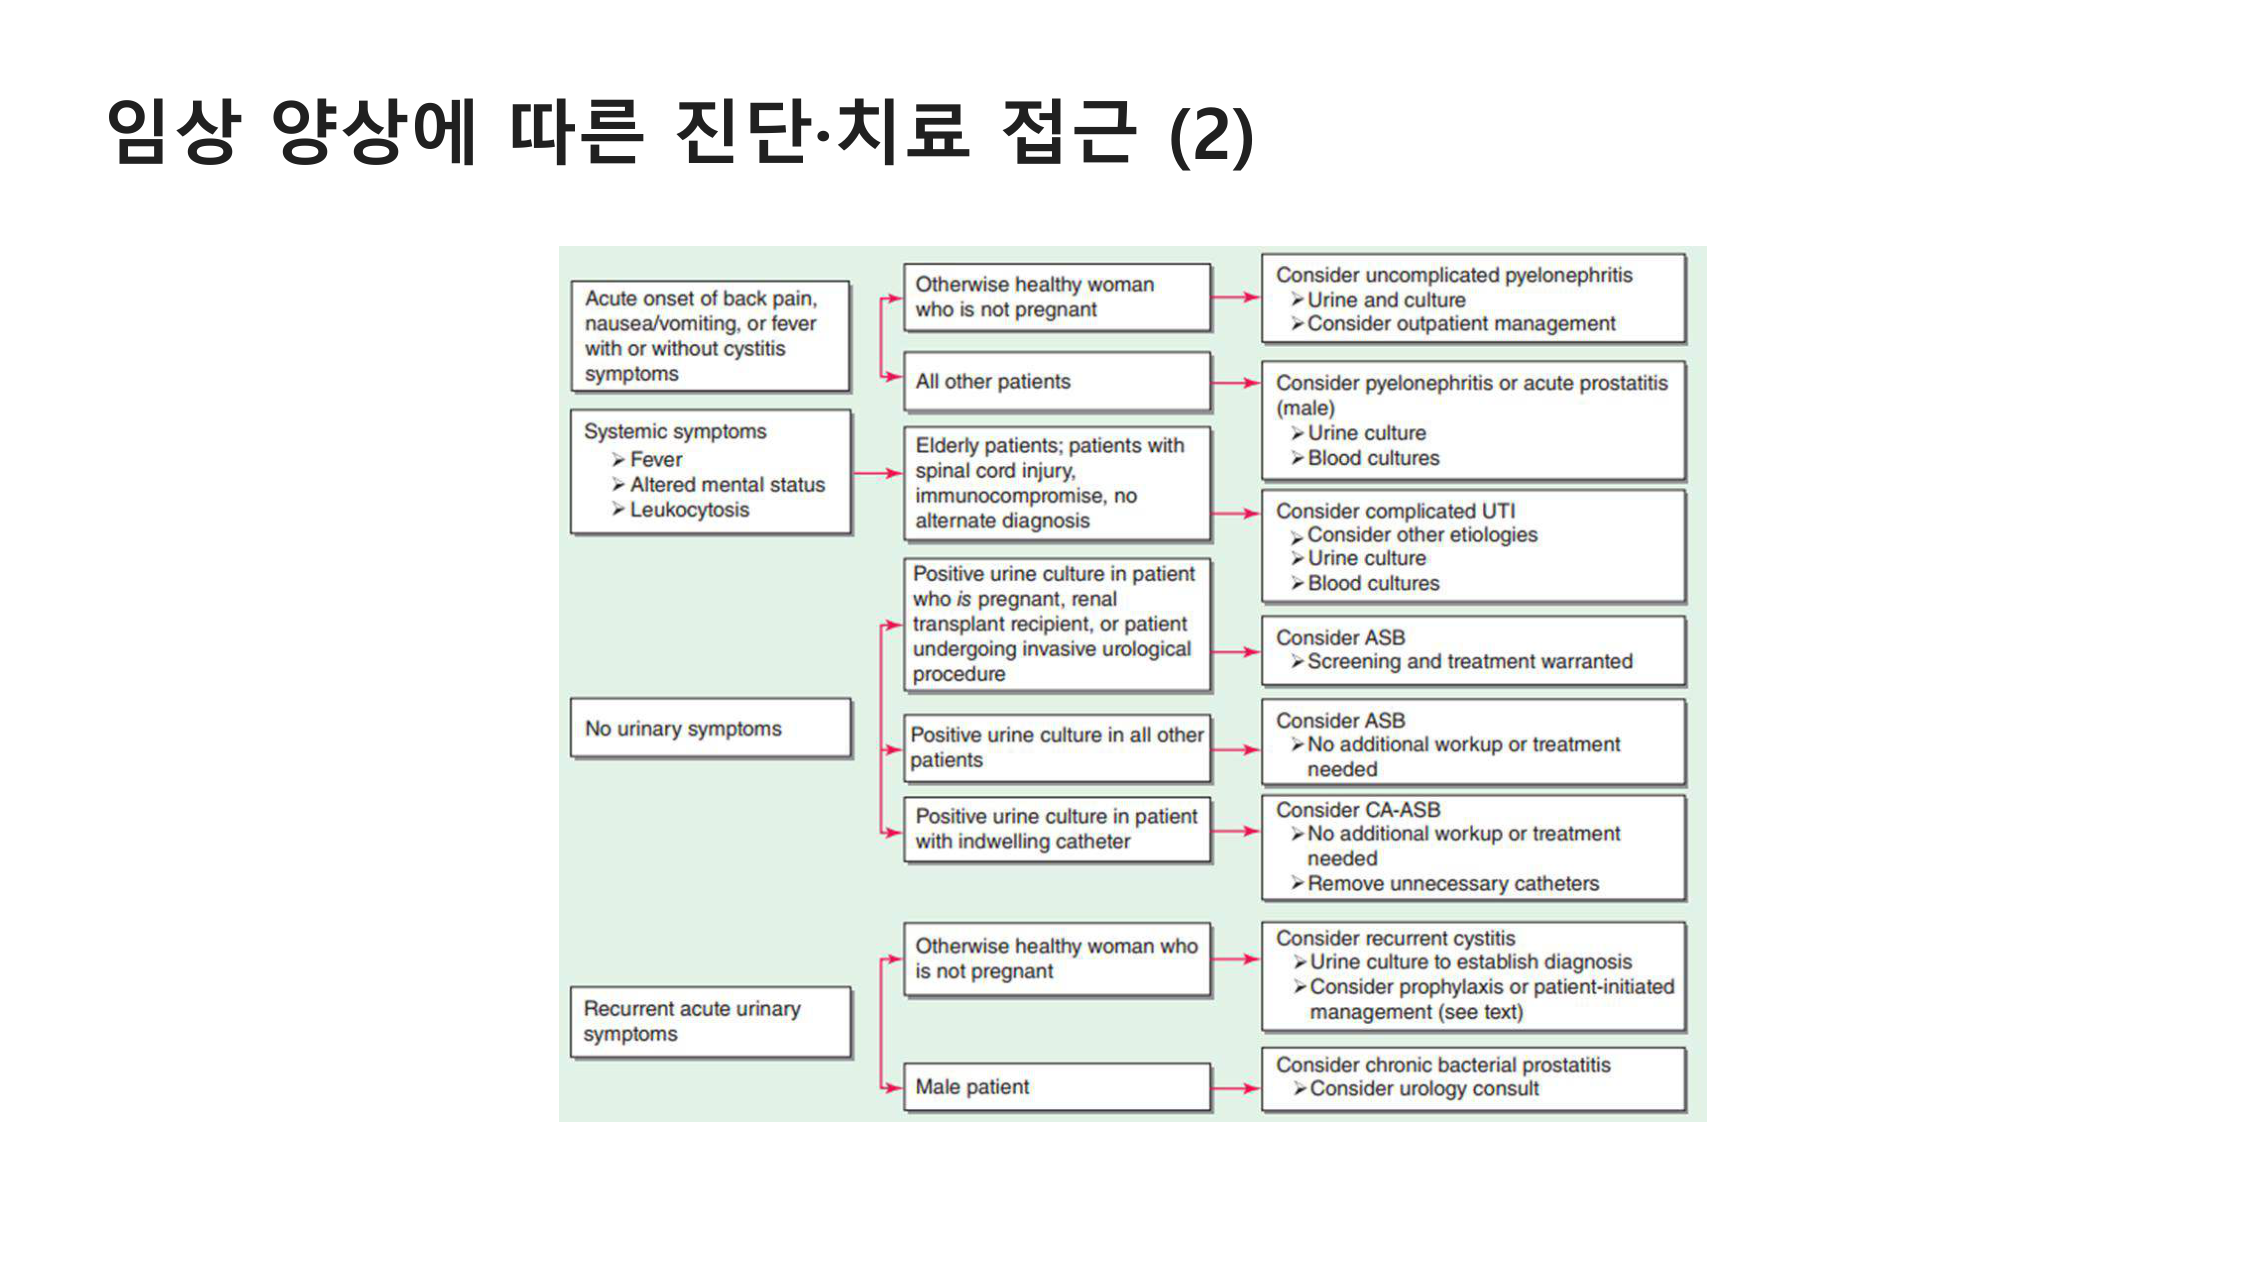 임상 양상에 따른 진단·치료 접근 (2)
Acute onset of back pain,
nausea/vomiting, or fever
with or without cystitis
symptoms
Otherwise healthy woman
who is not pregnant
Consider uncomplicated pyelonephritis
➢Urine and culture
➢Consider outpatient management
All other patients
Consider pyelonephritis or acute prostatitis
(male)
➢Urine culture
➢Blood cultures
Systemic symptoms
➢Fever
➢Altered mental status
➢Leukocytosis
Elderly patients; patients with
spinal cord injury,
immunocompromise, no
alternate diagnosis
Consider complicated UTI
➢Consider other etiologies
➢Urine culture
➢Blood cultures
No urinary symptoms
Positive urine culture in patient
who is pregnant, renal
transplant recipient, or patient
undergoing invasive urological
procedure
Consider ASB
➢Screening and treatment warranted
Positive urine culture in all other
patients
Consider ASB
➢No additional workup or treatment
needed
Positive urine culture in patient
with indwelling catheter
Consider CA-ASB
➢No additional workup or treatment
needed
➢Remove unnecessary catheters
Recurrent acute urinary
symptoms
Otherwise healthy woman who
is not pregnant
Consider recurrent cystitis
➢Urine culture to establish diagnosis
➢Consider prophylaxis or patient-initiated
management (see text)
Male patient
Consider chronic bacterial prostatitis
➢Consider urology consult